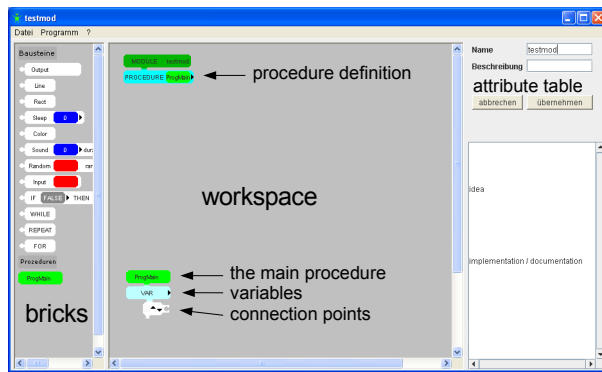 testmod
Datei Programm ?
Bausteine
Output
Line
Rect
Sleep 0
Color
Sound 0
Random
Input
IF FALSE THEN
WHILE
REPEAT
FOR
Prozeduren
ProgMain
bricks
MODULE testmod
PROCEDURE ProgMain
procedure definition
workspace
ProgMain
the main procedure
VAR
variables
connection points
Name testmod
Beschreibung
attribute table
abbrechen übernehmen
idea
implementation / documentation